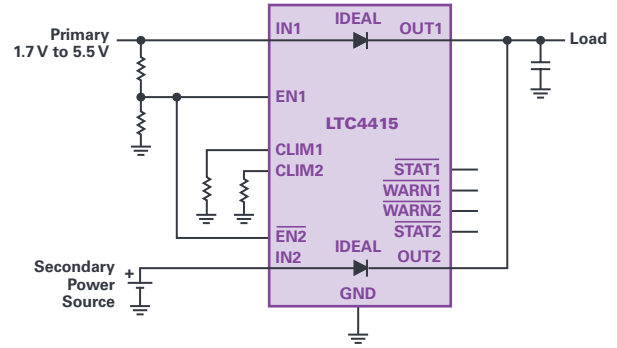 IDEAL
Primary
1.7 V to 5.5 V
IN1
OUT1
Load
EN1
LTC4415
CLIM1
CLIM2
STAT1
WARN1
WARN2
STAT2
EN2
IN2
IDEAL
OUT2
Secondary
Power
Source
+
GND